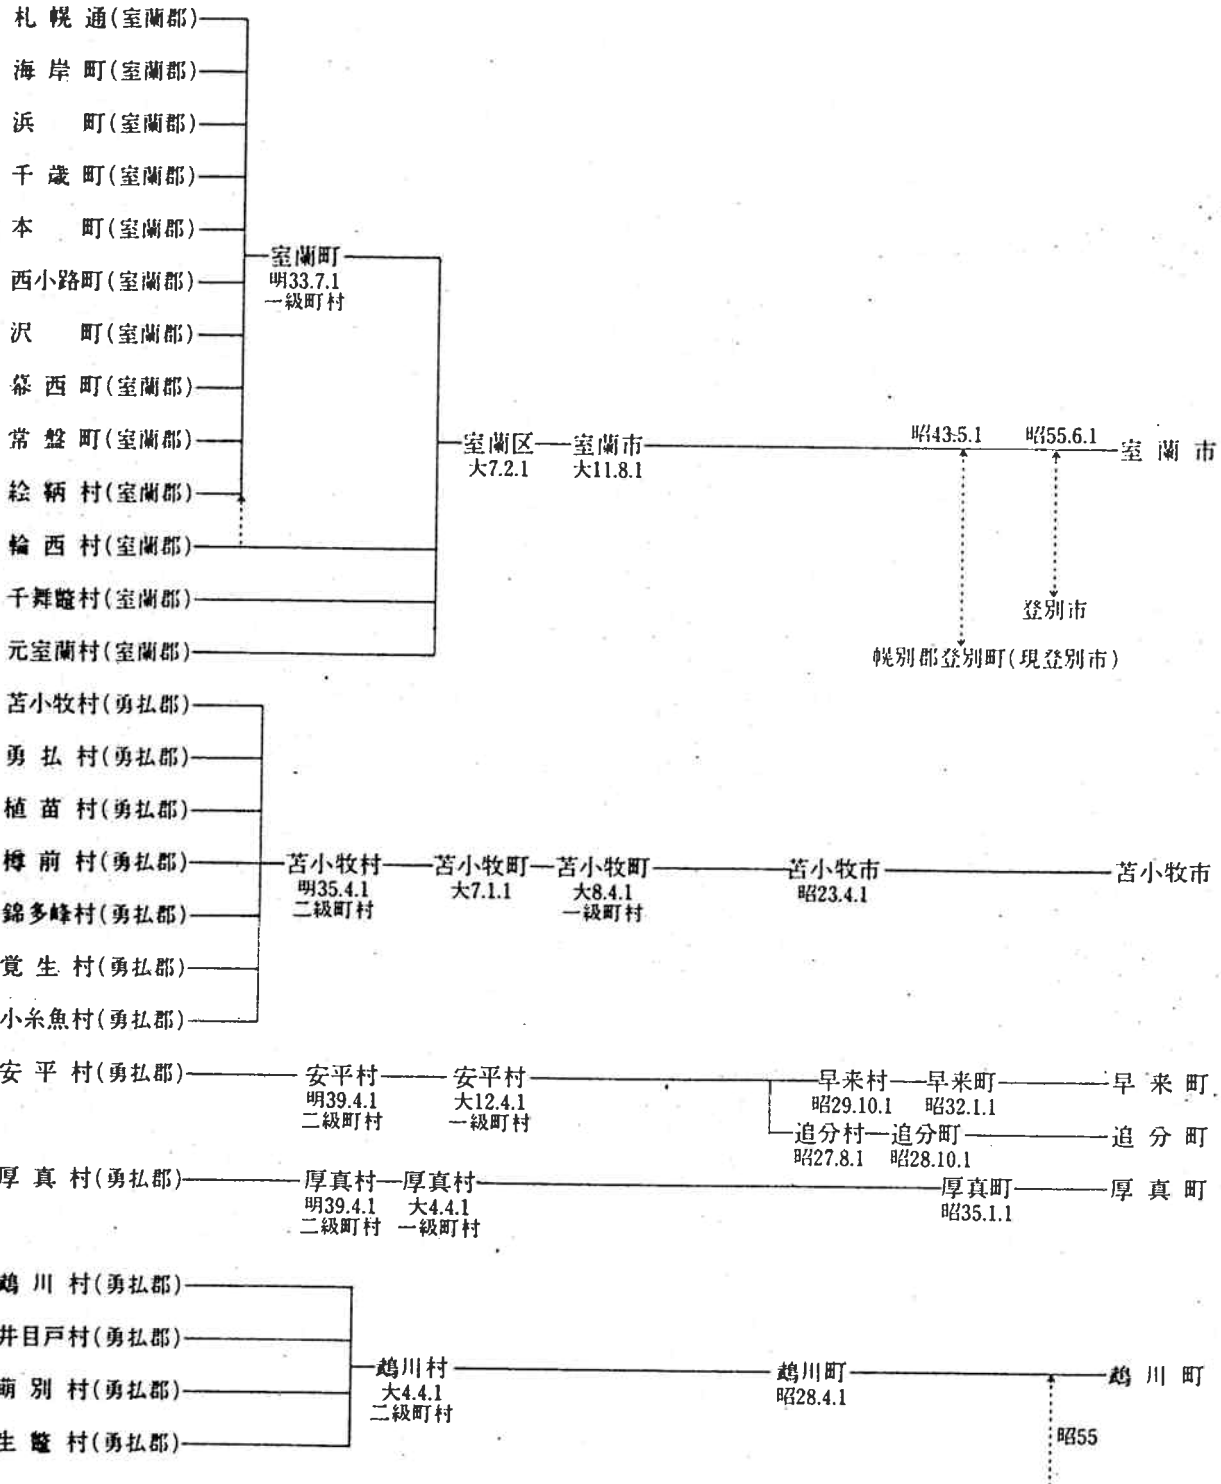 札幌通(室蘭郡)
海岸町(室蘭郡)
浜町(室蘭郡)
千歳町(室蘭郡)
本町(室蘭郡)
西小路町(室蘭郡)
沢町(室蘭郡)
幕西町(室蘭郡)
常盤町(室蘭郡)
絵鞆村(室蘭郡)
輪西村(室蘭郡)
千舞鼈村(室蘭郡)
元室蘭村(室蘭郡)
室蘭町
明33.7.1
一級町村
室蘭区
大7.2.1
室蘭市
大11.8.1
昭43.5.1
昭55.6.1
室蘭市
登別市
幌別郡登別町(現登別市)
苫小牧村(勇払郡)
勇払村(勇払郡)
植苗村(勇払郡)
樽前村(勇払郡)
錦多峰村(勇払郡)
覚生村(勇払郡)
小糸魚村(勇払郡)
苫小牧村
明35.4.1
二級町村
苫小牧町
大7.1.1
苫小牧町
大8.4.1
一級町村
苫小牧市
昭23.4.1
苫小牧市
安平村(勇払郡)
安平村
明39.4.1
二級町村
安平村
大12.4.1
一級町村
早来村
昭29.10.1
早来町
昭32.1.1
早来町
追分村
昭27.8.1
追分町
昭28.10.1
追分町
厚真村(勇払郡)
厚真村
明39.4.1
二級町村
厚真村
大4.4.1
一級町村
厚真町
昭35.1.1
厚真町
鵡川村(勇払郡)
井目戸村(勇払郡)
萌別村(勇払郡)
生鼈村(勇払郡)
鵡川村
大4.4.1
二級町村
鵡川町
昭28.4.1
鵡川町
昭55